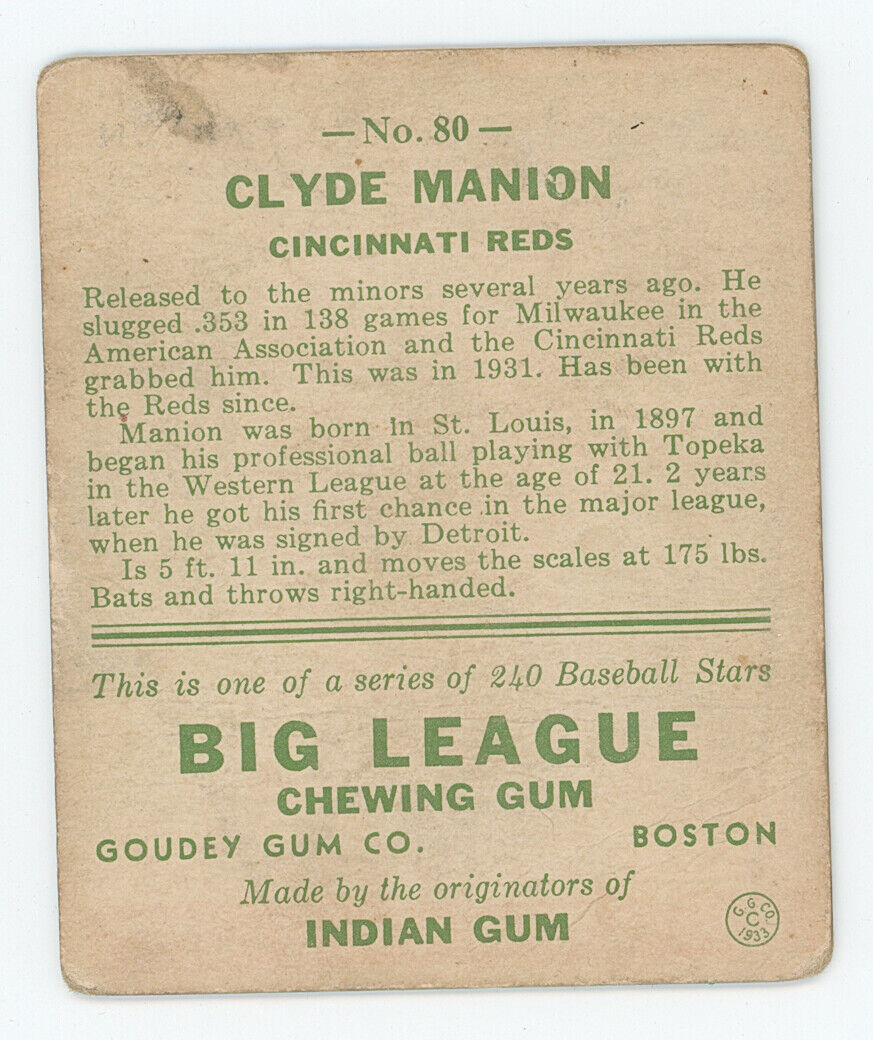 — No. 80 —
CLYDE MANION
CINCINNATI REDS
Released to the minors several years ago. He
slugged .353 in 138 games for Milwaukee in the
American Association and the Cincinnati Reds
grabbed him. This was in 1931. Has been with
the Reds since.
Manion was born in St. Louis, in 1897 and
began his professional ball playing with Topeka
in the Western League at the age of 21. 2 years
later he got his first chance in the major league,
when he was signed by Detroit.
Is 5 ft. 11 in. and moves the scales at 175 lbs.
Bats and throws right-handed.
This is one of a series of 240 Baseball Stars
BIG LEAGUE
CHEWING GUM
GOUDEY GUM CO. BOSTON
Made by the originators of
INDIAN GUM
G. G. CO.
C
1933